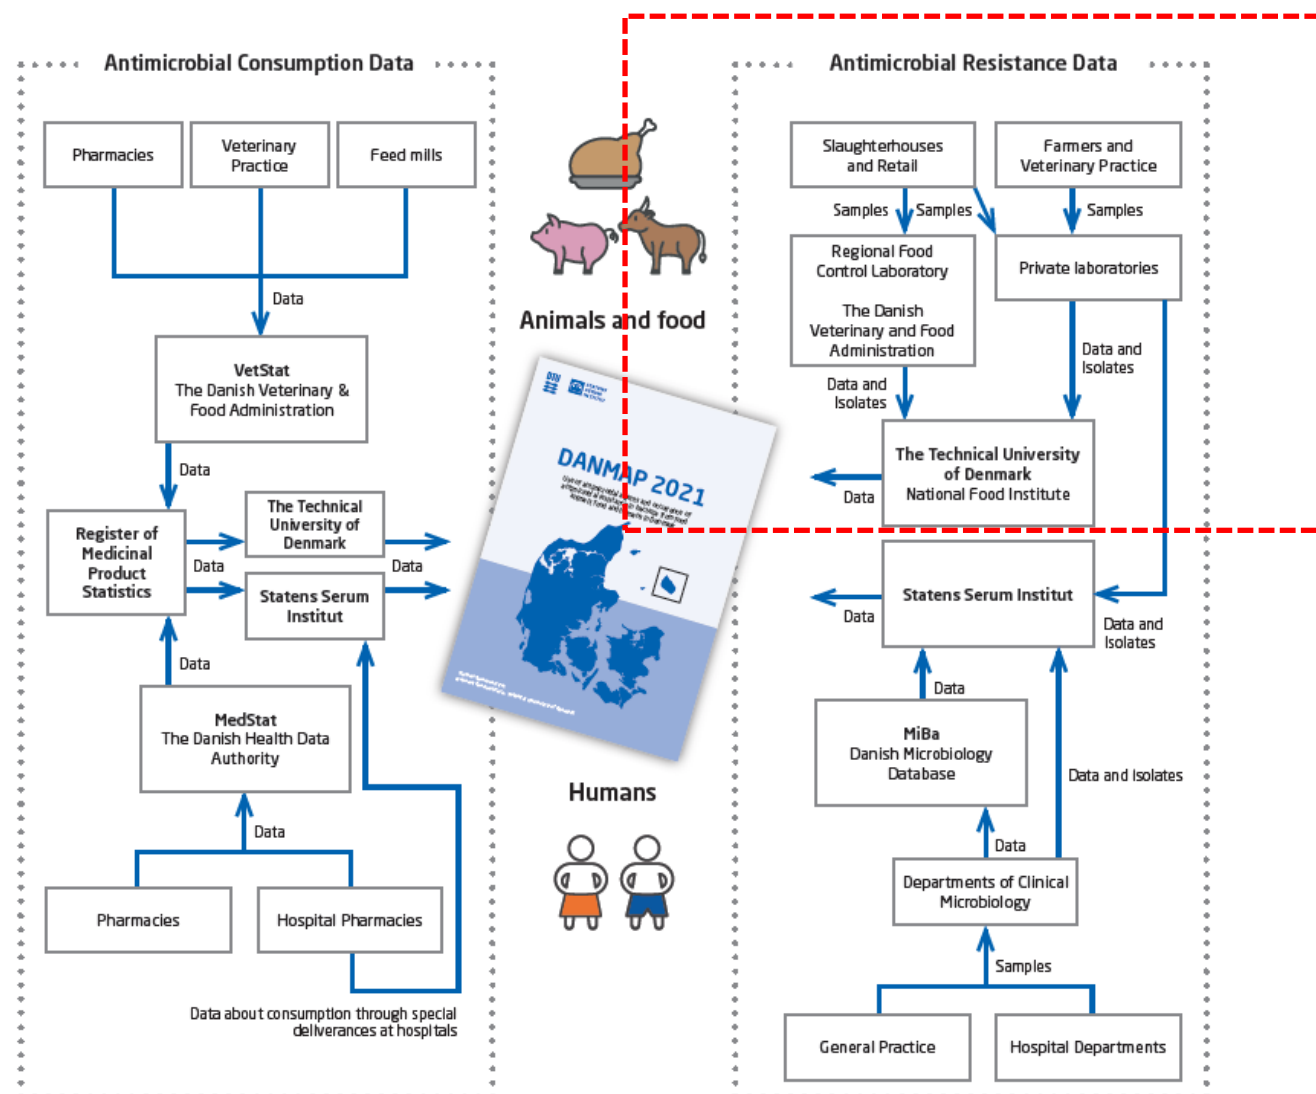 Antimicrobial Consumption Data
Pharmacies
Veterinary
Practice
Feed mills
Data
VetStat
The Danish Veterinary &
Food Administration
Data
Register of
Medicinal
Product
Statistics
Data
The Technical
University of
Denmark
Statens Serum
Institut
Data
Data
MedStat
The Danish Health Data
Authority
Data
Pharmacies
Hospital Pharmacies
Data about consumption through special
deliverances at hospitals
Animals and food
DTU
STATENS
SERUM
INSTITUT
DANMAP 2021
Humans
Antimicrobial Resistance Data
Slaughterhouses
and Retail
Farmers and
Veterinary Practice
Samples
Samples
Samples
Regional Food
Control Laboratory
The Danish
Veterinary and Food
Administration
Private laboratories
Data and
Isolates
Data and
Isolates
The Technical University
of Denmark
National Food Institute
Data
Statens Serum Institut
Data
Data and
Isolates
Data
MiBa
Danish Microbiology
Database
Data and Isolates
Data
Departments of Clinical
Microbiology
Samples
General Practice
Hospital Departments